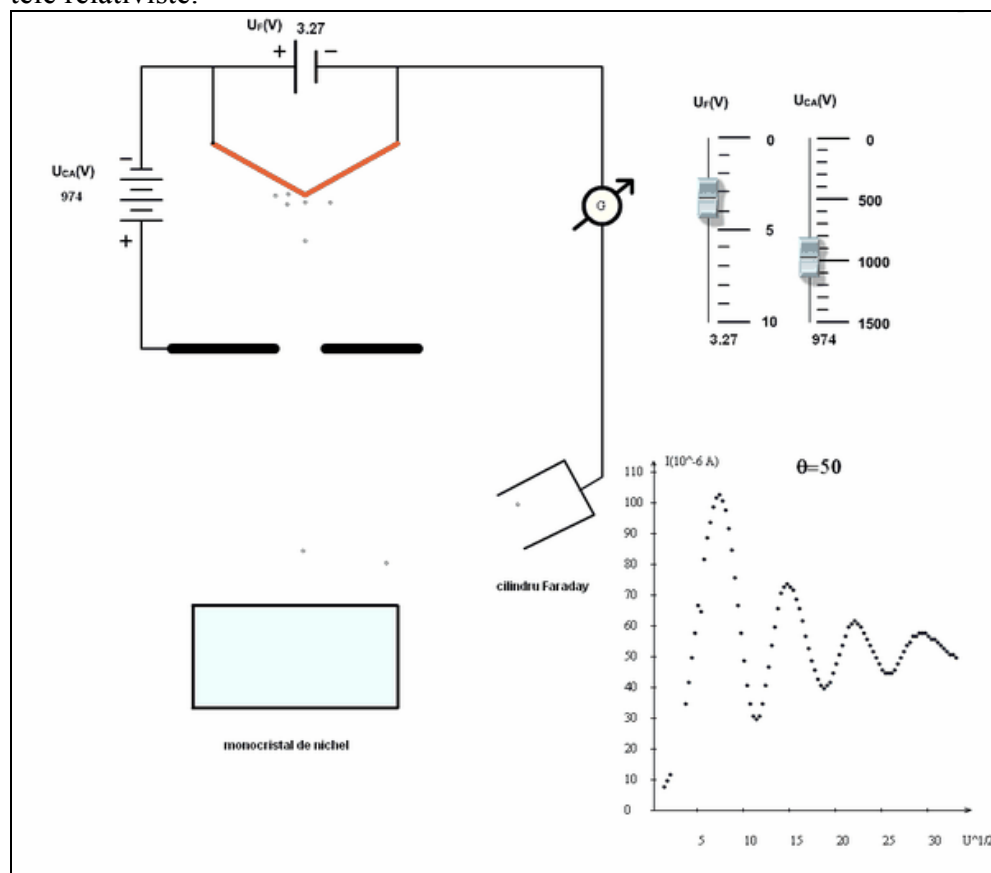 tele relativiste.
UF(V) 3.27
+ −
UCA(V)
974
−
+
G
UF(V) UCA(V)
0 0
500
5
1000
10 1500
3.27 974
cilindru Faraday
monocristal de nichel
I(10^-6 A)
θ=50
110
100
90
80
70
60
50
40
30
20
10
0
5 10 15 20 25 30 U^1/2